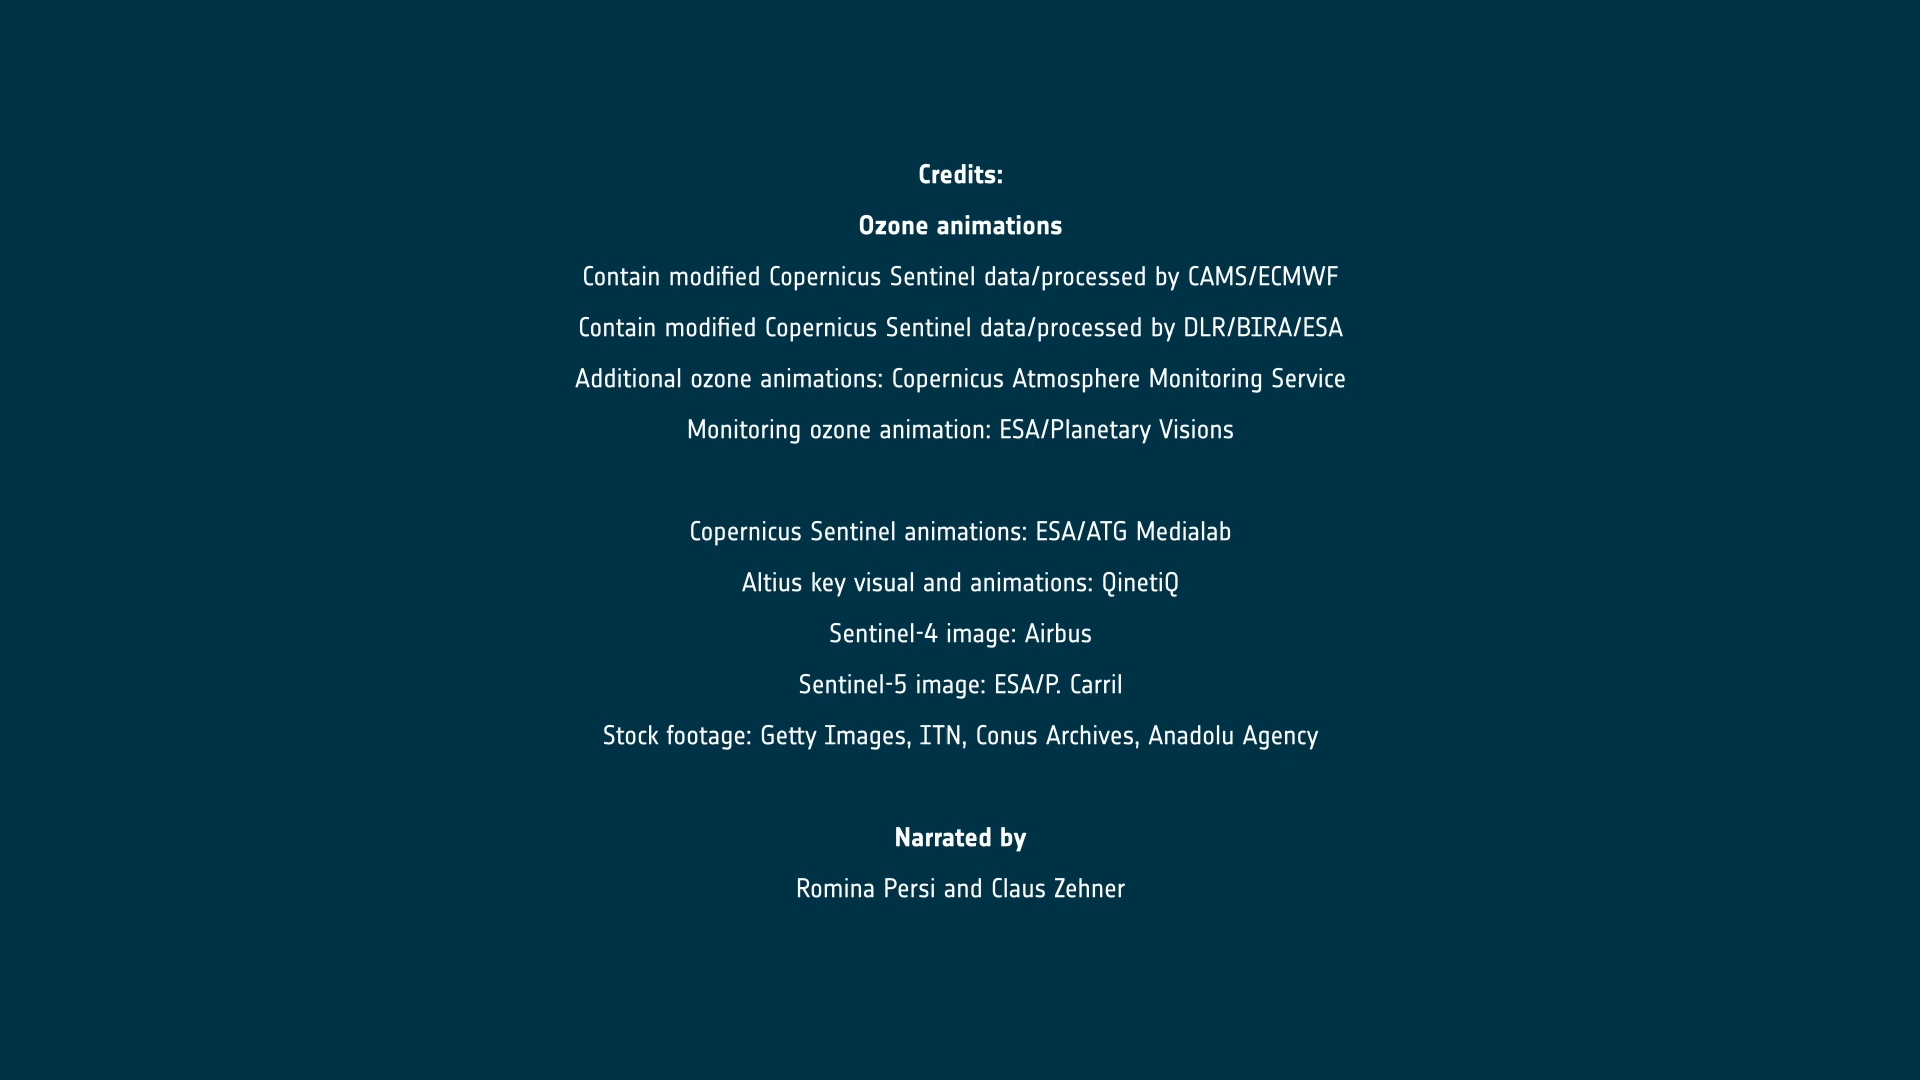 Credits:
Ozone animations
Contain modified Copernicus Sentinel data/processed by CAMS/ECMWF
Contain modified Copernicus Sentinel data/processed by DLR/BIRA/ESA
Additional ozone animations: Copernicus Atmosphere Monitoring Service
Monitoring ozone animation: ESA/Planetary Visions
Copernicus Sentinel animations: ESA/ATG Medialab
Altius key visual and animations: QinetiQ
Sentinel-4 image: Airbus
Sentinel-5 image: ESA/P. Carril
Stock footage: Getty Images, ITN, Conus Archives, Anadolu Agency
Narrated by
Romina Persi and Claus Zehner